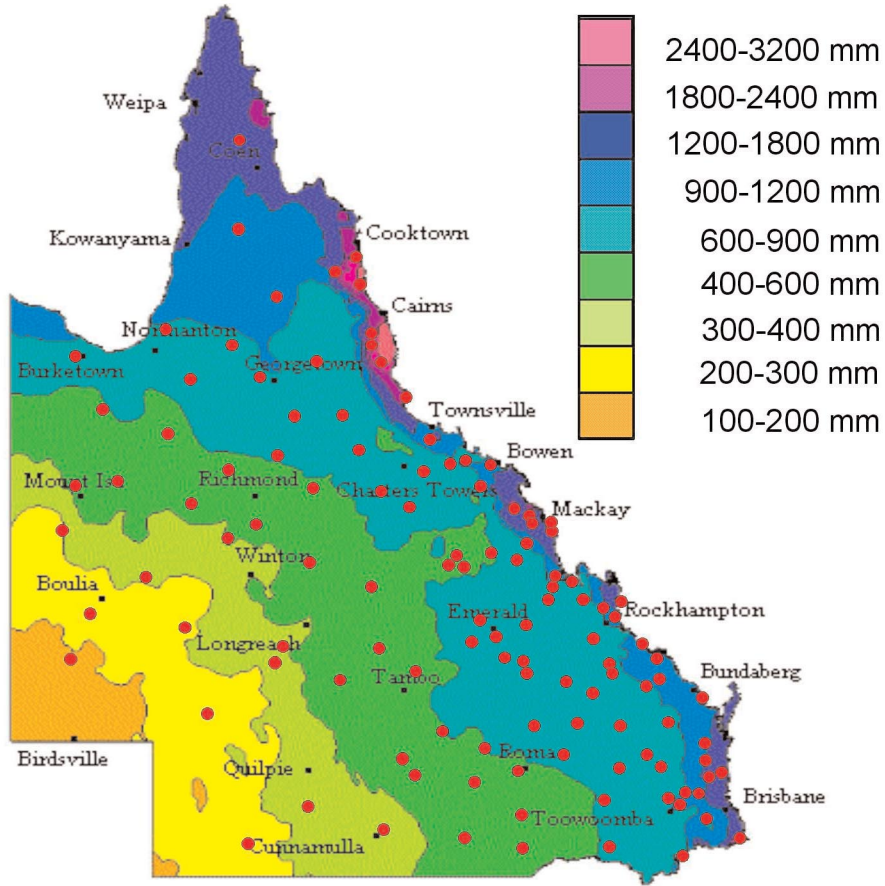 2400-3200 mm
1800-2400 mm
1200-1800 mm
900-1200 mm
600-900 mm
400-600 mm
300-400 mm
200-300 mm
100-200 mm
Weipa
Coen
Kowanyama
Cooktown
Cairns
Normanton
Burketown
Georgetown
Townsville
Bowen
Mount Isa
Richmond
Charters Towers
Mackay
Winton
Boulia
Emerald
Rockhampton
Longreach
Tambo
Bundaberg
Birdsville
Quilpie
Roma
Brisbane
Toowoomba
Cunnamulla